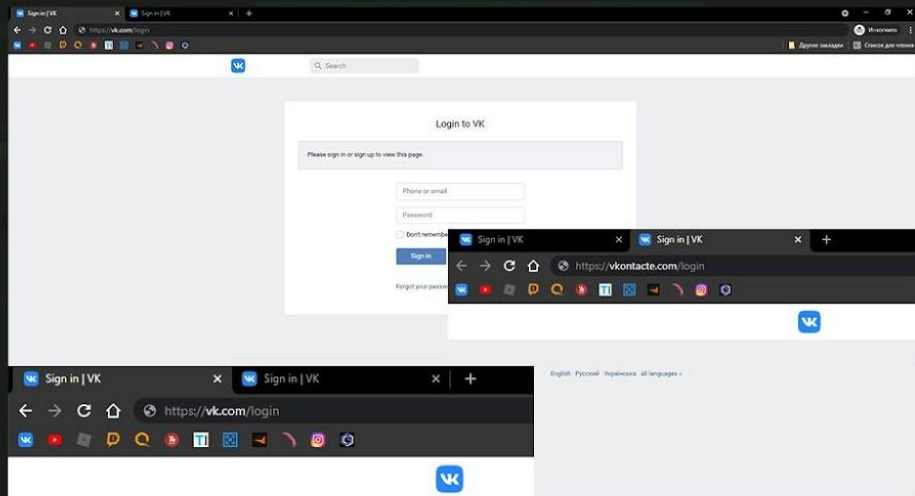 Sign in | VK
Sign in | VK
https://vk.com/login
Инкогнито
Другие закладки
Список для чтения
Search
Login to VK
Please sign in or sign up to view this page.
Phone or email
Password
Don't remember
Sign in
Forgot your passw
Sign in | VK
Sign in | VK
https://vkontacte.com/login
TI
English Русский Українська all languages »
Sign in | VK
Sign in | VK
https://vk.com/login
TI